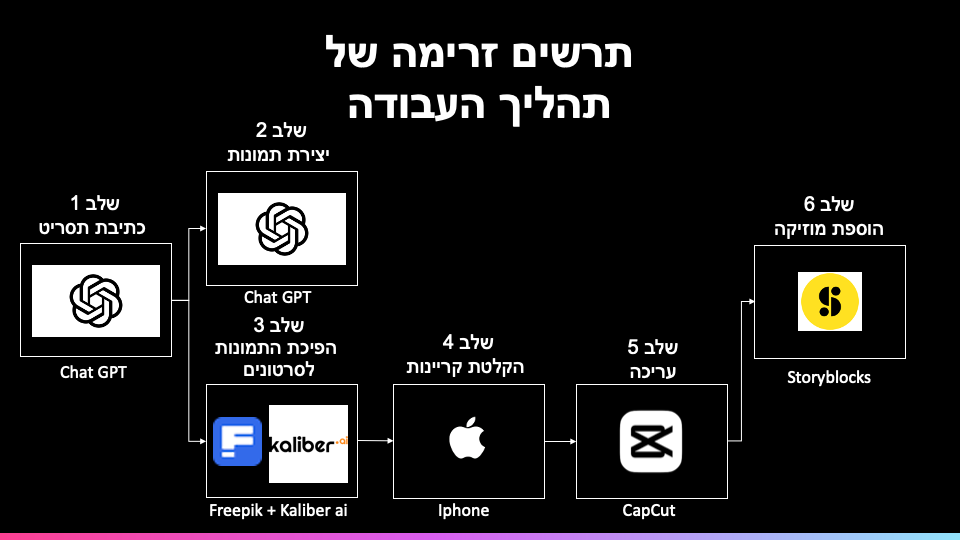 תרשים זרימה של
תהליך העבודה
שלב 1
כתיבת תסריט
Chat GPT
שלב 2
יצירת תמונות
Chat GPT
שלב 3
הפיכת התמונות
לסרטונים
kaliber.ai
Freepik + Kaliber ai
שלב 4
הקלטת קריינות
Iphone
שלב 5
עריכה
CapCut
שלב 6
הוספת מוזיקה
Storyblocks